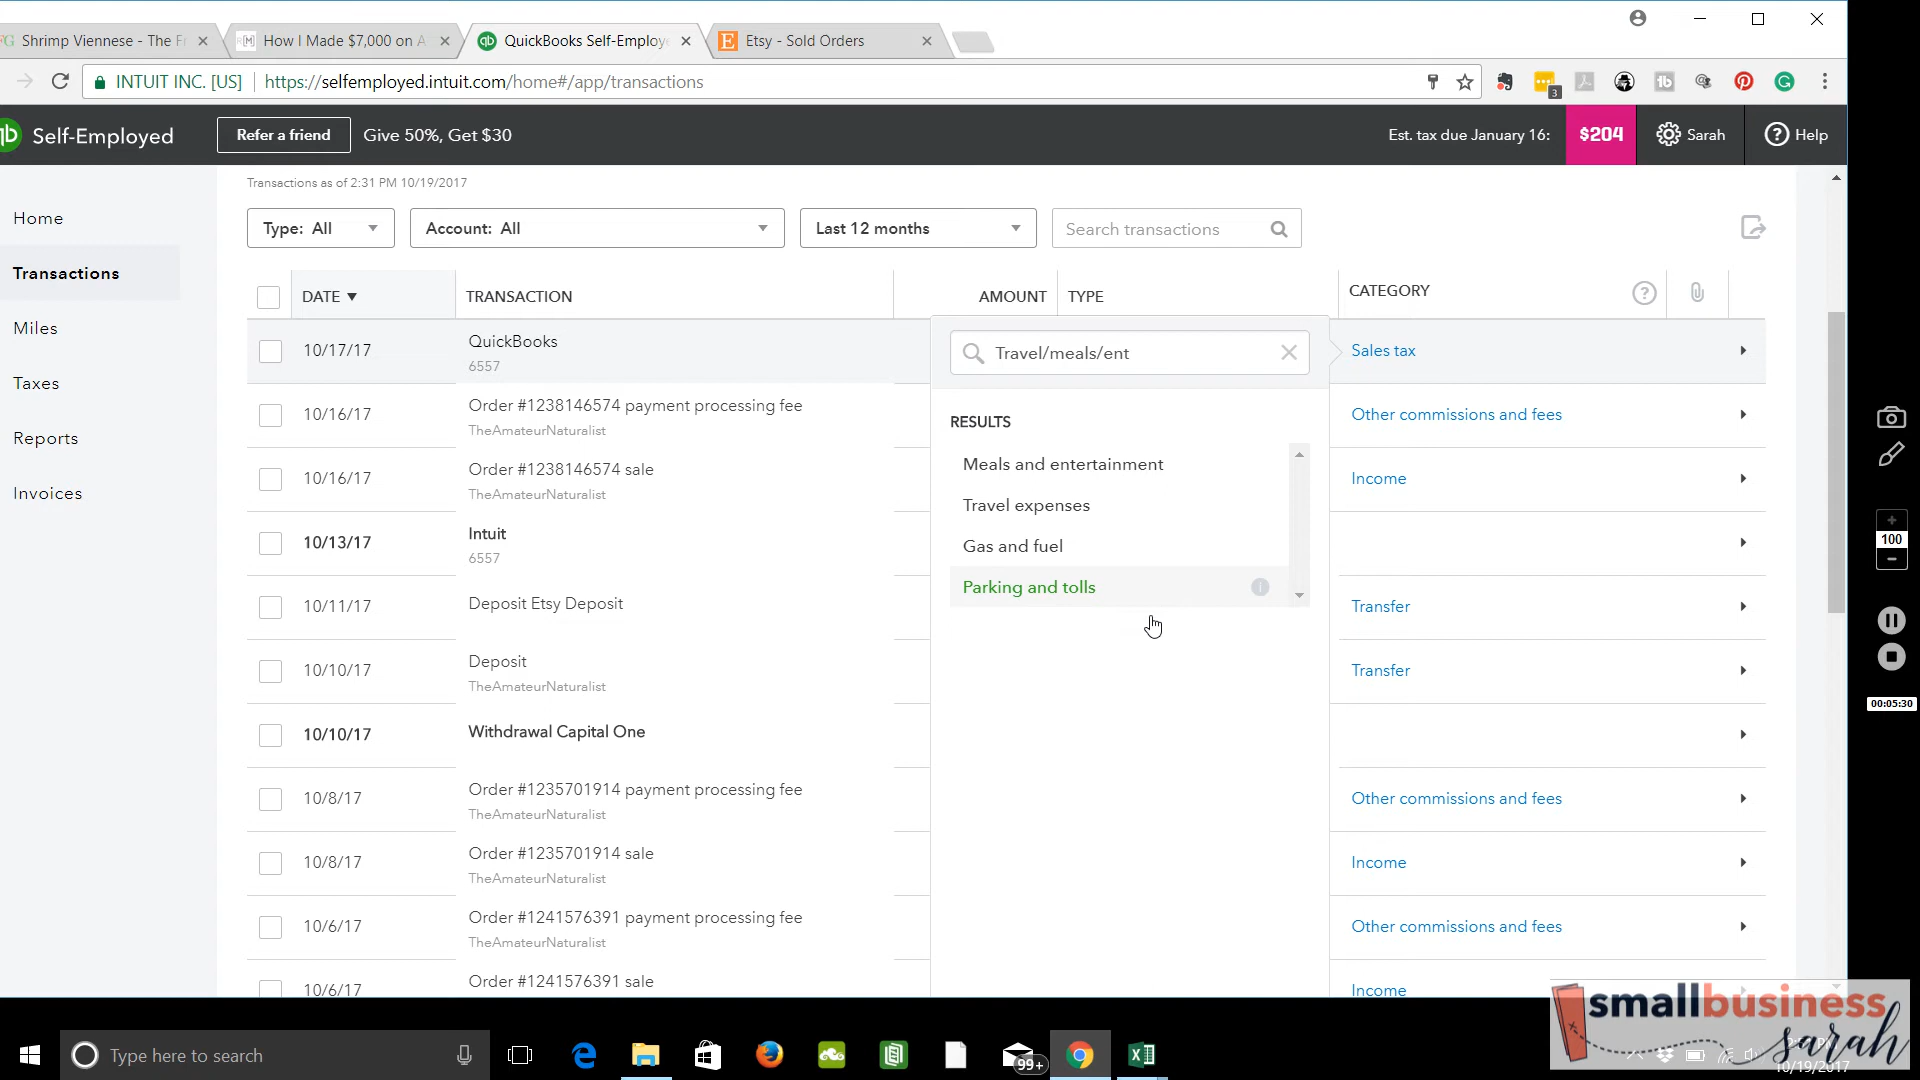 Shrimp Viennese - The Fr
How I Made $7,000 on A
QuickBooks Self-Employe
Etsy - Sold Orders
INTUIT INC. [US]
https://selfemployed.intuit.com/home#/app/transactions
3
Self-Employed
Refer a friend
Give 50%, Get $30
Est. tax due January 16:
$204
Sarah
Help
Transactions as of 2:31 PM 10/19/2017
Home
Transactions
Miles
Taxes
Reports
Invoices
Type: All
Account: All
Last 12 months
Search transactions
DATE
TRANSACTION
AMOUNT
TYPE
CATEGORY
10/17/17
QuickBooks
6557
Sales tax
10/16/17
Order #1238146574 payment processing fee
TheAmateurNaturalist
Other commissions and fees
10/16/17
Order #1238146574 sale
TheAmateurNaturalist
Income
10/13/17
Intuit
6557
10/11/17
Deposit Etsy Deposit
Transfer
10/10/17
Deposit
TheAmateurNaturalist
Transfer
10/10/17
Withdrawal Capital One
10/8/17
Order #1235701914 payment processing fee
TheAmateurNaturalist
Other commissions and fees
10/8/17
Order #1235701914 sale
TheAmateurNaturalist
Income
10/6/17
Order #1241576391 payment processing fee
TheAmateurNaturalist
Other commissions and fees
10/6/17
Order #1241576391 sale
Income
Travel/meals/ent
RESULTS
Meals and entertainment
Travel expenses
Gas and fuel
Parking and tolls
100
00:05:30
Type here to search
99+
smallbusiness
sarah
10/19/2017